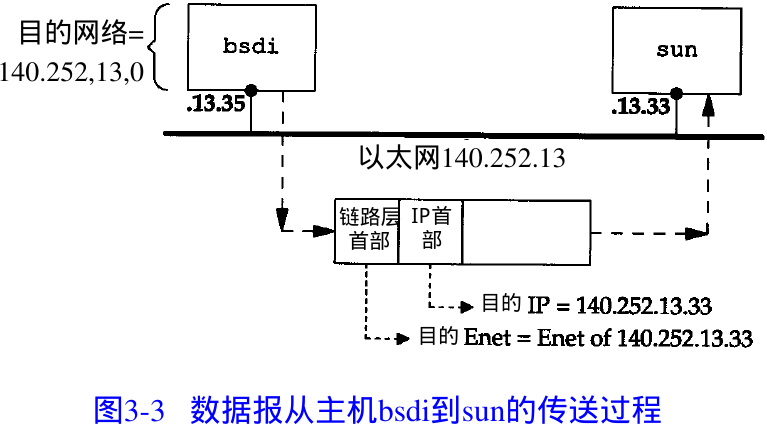 目的网络=
140.252,13,0
bsdi
sun
.13.35
.13.33
以太网140.252.13
链路层
首部
IP首
部
目的 IP = 140.252.13.33
目的 Enet = Enet of 140.252.13.33
图3-3 数据报从主机bsdi到sun的传送过程